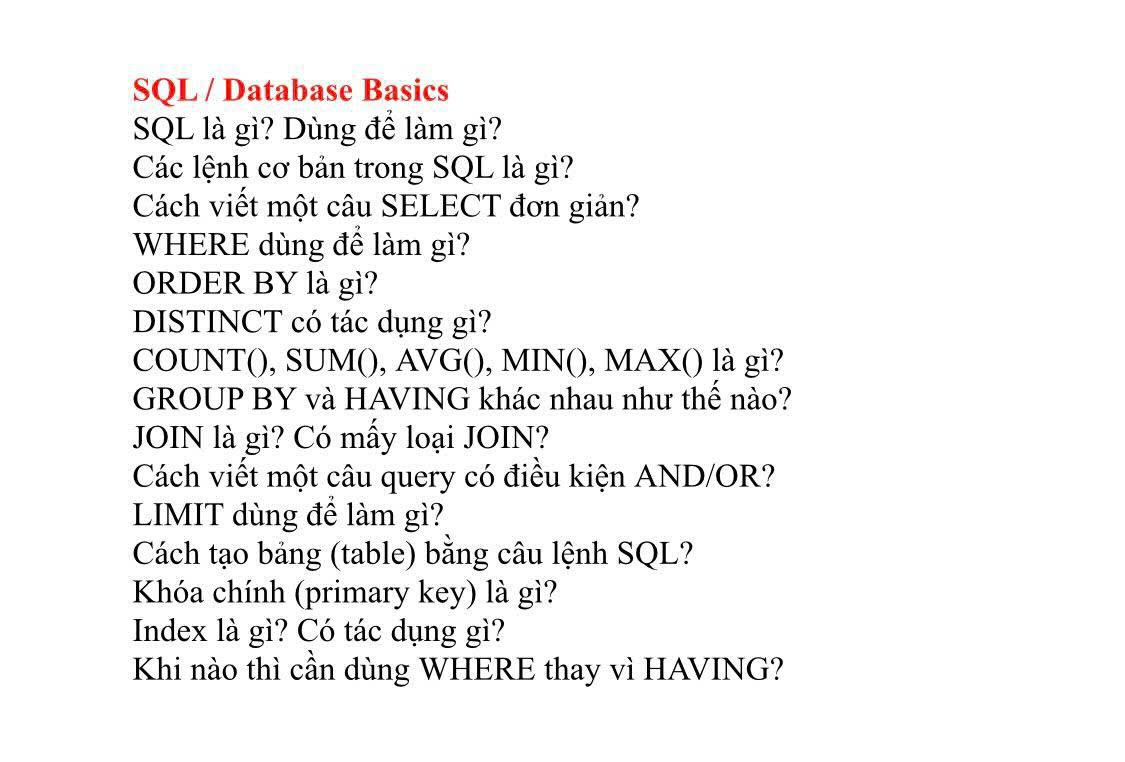 SQL / Database Basics
SQL là gì? Dùng để làm gì?
Các lệnh cơ bản trong SQL là gì?
Cách viết một câu SELECT đơn giản?
WHERE dùng để làm gì?
ORDER BY là gì?
DISTINCT có tác dụng gì?
COUNT(), SUM(), AVG(), MIN(), MAX() là gì?
GROUP BY và HAVING khác nhau như thế nào?
JOIN là gì? Có mấy loại JOIN?
Cách viết một câu query có điều kiện AND/OR?
LIMIT dùng để làm gì?
Cách tạo bảng (table) bằng câu lệnh SQL?
Khóa chính (primary key) là gì?
Index là gì? Có tác dụng gì?
Khi nào thì cần dùng WHERE thay vì HAVING?